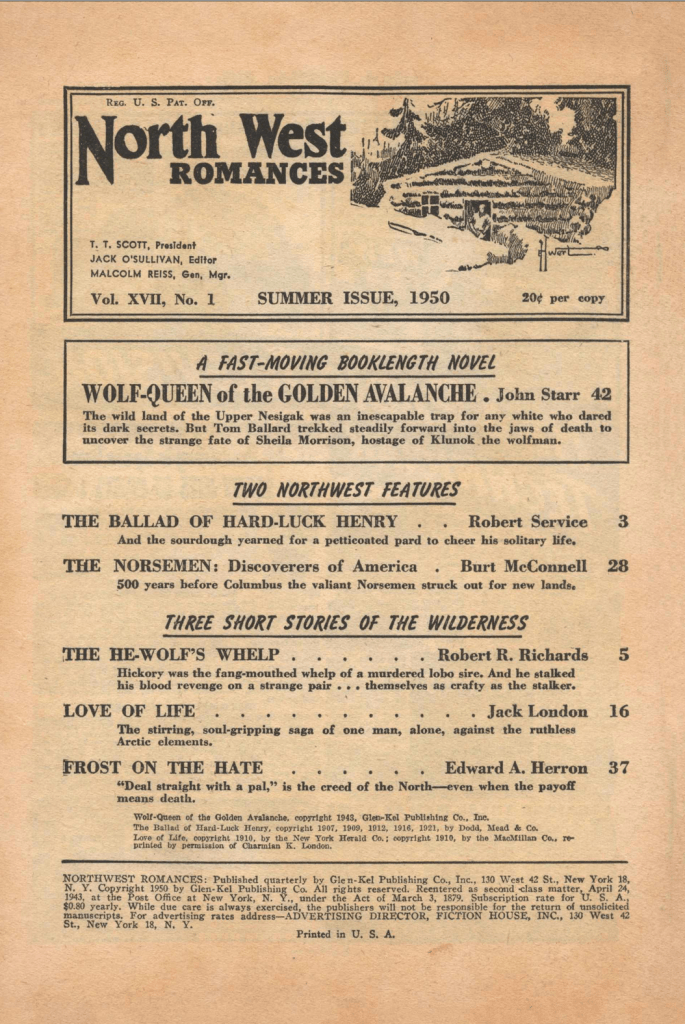 REG. U. S. PAT. OFF.
North West
ROMANCES
T. T. SCOTT, President
JACK O'SULLIVAN, Editor
MALCOLM REISS, Gen. Mgr.
Vol. XVII, No. 1 SUMMER ISSUE, 1950 20¢ per copy
A FAST-MOVING BOOKLENGTH NOVEL
WOLF-QUEEN of the GOLDEN AVALANCHE . John Starr 42
The wild land of the Upper Nesigak was an inescapable trap for any white who dared
its dark secrets. But Tom Ballard trekked steadily forward into the jaws of death to
uncover the strange fate of Sheila Morrison, hostage of Klunok the wolfman.
TWO NORTHWEST FEATURES
THE BALLAD OF HARD-LUCK HENRY . . Robert Service 3
And the sourdough yearned for a petticoated pard to cheer his solitary life.
THE NORSEMEN: Discoverers of America . Burt McConnell 28
500 years before Columbus the valiant Norsemen struck out for new lands.
THREE SHORT STORIES OF THE WILDERNESS
THE HE-WOLF'S WHELP . . . . . . Robert R. Richards 5
Hickory was the fang-mouthed whelp of a murdered lobo sire. And he stalked
his blood revenge on a strange pair . . . themselves as crafty as the stalker.
LOVE OF LIFE . . . . . . . . . . . Jack London 16
The stirring, soul-gripping saga of one man, alone, against the ruthless
Arctic elements.
FROST ON THE HATE . . . . . . Edward A. Herron 37
"Deal straight with a pal," is the creed of the North—even when the payoff
means death.
Wolf-Queen of the Golden Avalanche. copyright 1943, Glen-Kel Publishing Co., Inc.
The Ballad of Hard-Luck Henry, copyright 1907, 1909, 1912, 1916, 1921, by Dodd, Mead & Co.
Love of Life, copyright 1910, by the New York Herald Co.; copyright 1910, by the MacMillan Co., re-
printed by permission of Charmian K. London.
NORTHWEST ROMANCES: Published quarterly by Glen-Kel Publishing Co., Inc., 130 West 42 St., New York 18,
N. Y. Copyright 1950 by Glen-Kel Publishing Co. All rights reserved. Reentered as second-class matter, April 24,
1943, at the Post Office at New York, N. Y., under the Act of March 3, 1879. Subscription rate for U. S. A.,
$0.80 yearly. While due care is always exercised, the publishers will not be responsible for the return of unsolicited
manuscripts. For advertising rates address—ADVERTISING DIRECTOR, FICTION HOUSE, INC., 130 West 42
St., New York 18, N. Y.
Printed in U. S. A.